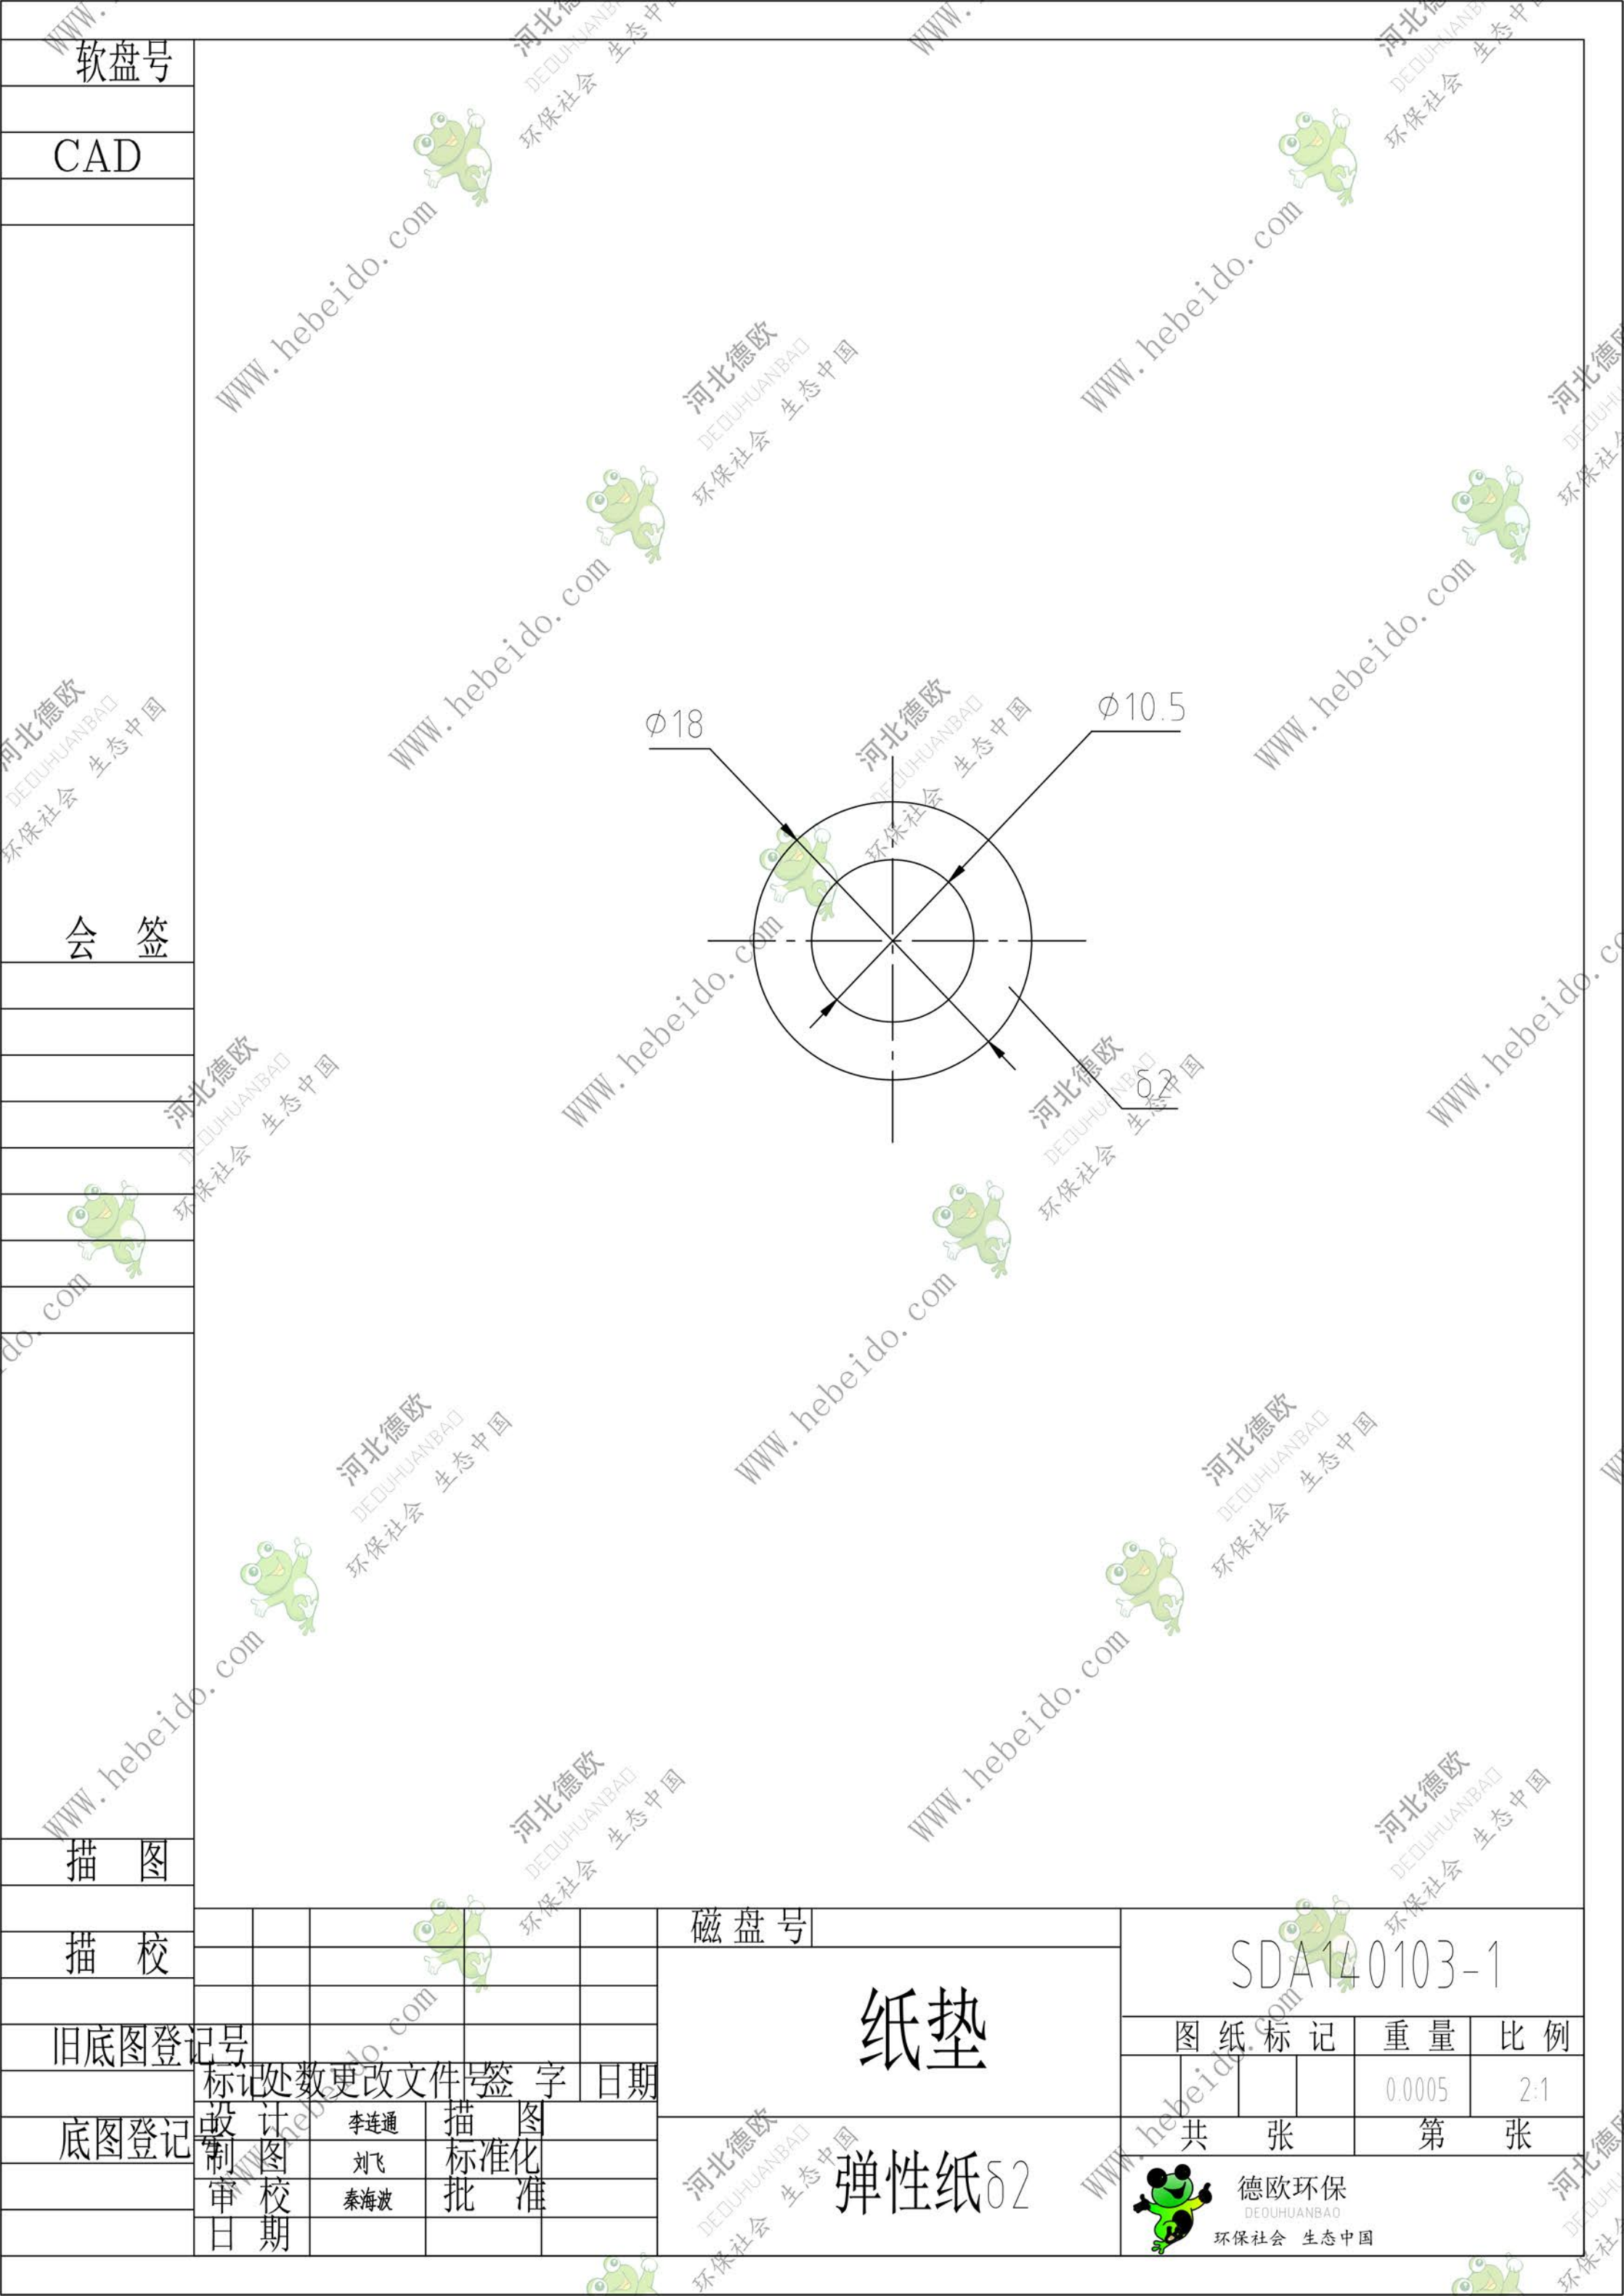 软盘号
CAD
会 签
描 图
描 校
旧底图登记号
底图登记号
Ø18
Ø10.5
δ2
标记 处数 更改文件号 签 字 日期
设 计 李连通 描 图
制 图 刘飞 标准化
审 校 秦海波 批 准
日 期
磁盘号
纸垫
弹性纸δ2
SDA140103-1
图纸标记 重量 比例
0.0005 2:1
共 张 第 张
德欧环保
DEOUHUANBAO
环保社会 生态中国
河北德欧
DEOUHUANBAO
环保社会 生态中国
WWW.hebeido.com